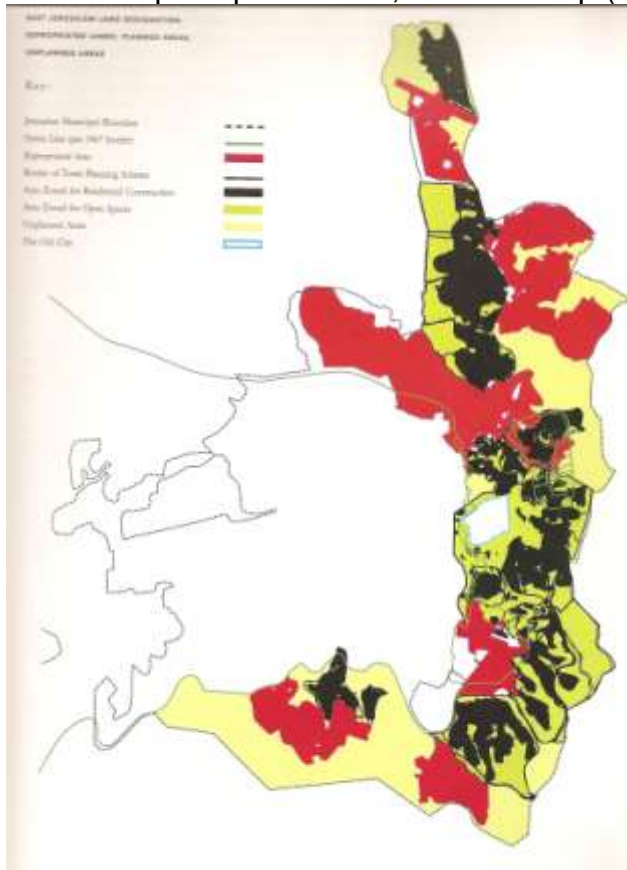 EAST JERUSALEM LAND DESIGNATION:
EXPROPRIATED LANDS, PLANNED AREAS,
UNPLANNED AREAS
Key:
Jerusalem Municipal Boundary
Green Line (pre 1967 border)
Expropriated Area
Border of Town Planning Scheme
Area Zoned for Residential Construction
Area Zoned for Open Spaces
Unplanned Areas
The Old City